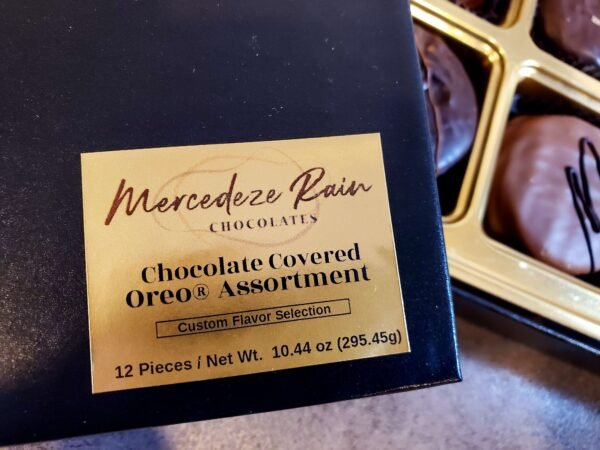 Mercedeze Rain
CHOCOLATES
Chocolate Covered
Oreo® Assortment
Custom Flavor Selection
12 Pieces / Net Wt. 10.44 oz (295.45g)